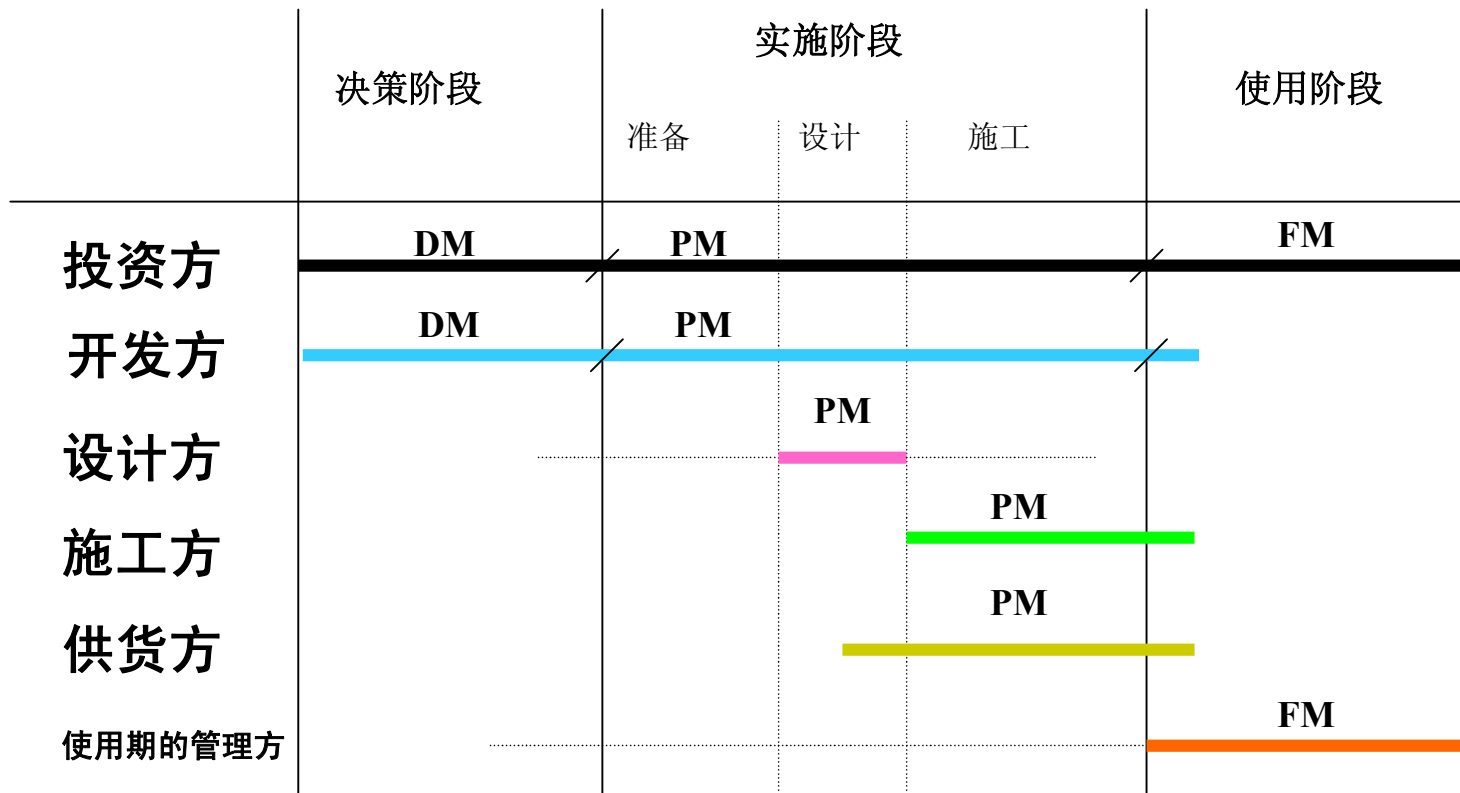 实施阶段
决策阶段
使用阶段
准备 设计 施工
投资方 DM PM FM
开发方 DM PM
设计方 PM
施工方 PM
供货方 PM
使用期的管理方 FM